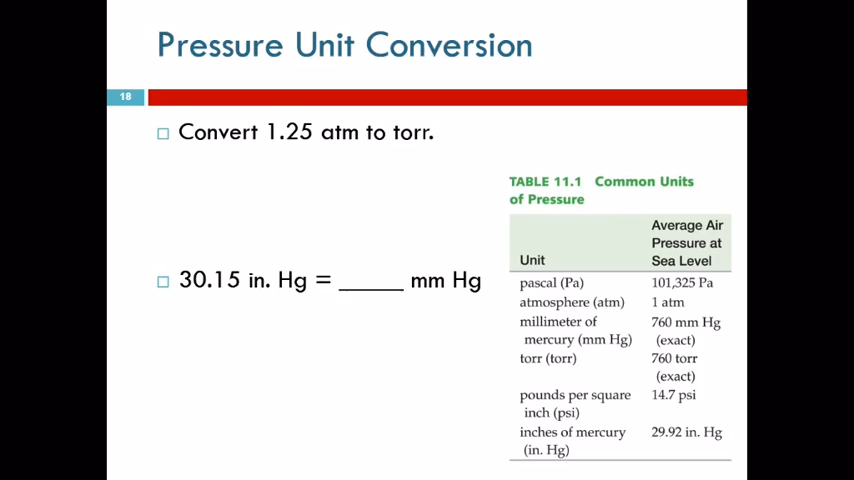 Pressure Unit Conversion
18
Convert 1.25 atm to torr.
TABLE 11.1 Common Units
of Pressure
Average Air
Pressure at
Unit Sea Level
30.15 in. Hg = _____ mm Hg
pascal (Pa) 101,325 Pa
atmosphere (atm) 1 atm
millimeter of 760 mm Hg
mercury (mm Hg) (exact)
torr (torr) 760 torr
(exact)
pounds per square 14.7 psi
inch (psi)
inches of mercury 29.92 in. Hg
(in. Hg)